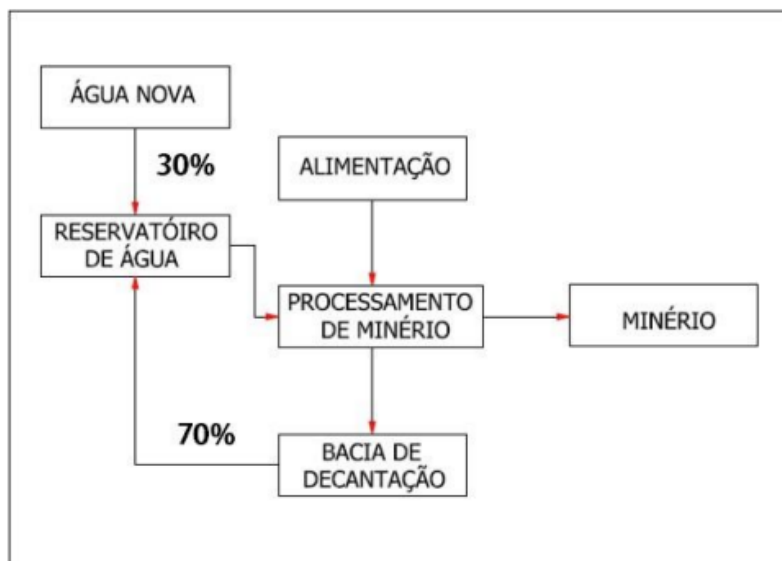 ÁGUA NOVA
30%
ALIMENTAÇÃO
RESERVATÓIRO
DE ÁGUA
PROCESSAMENTO
DE MINÉRIO
MINÉRIO
70%
BACIA DE
DECANTAÇÃO